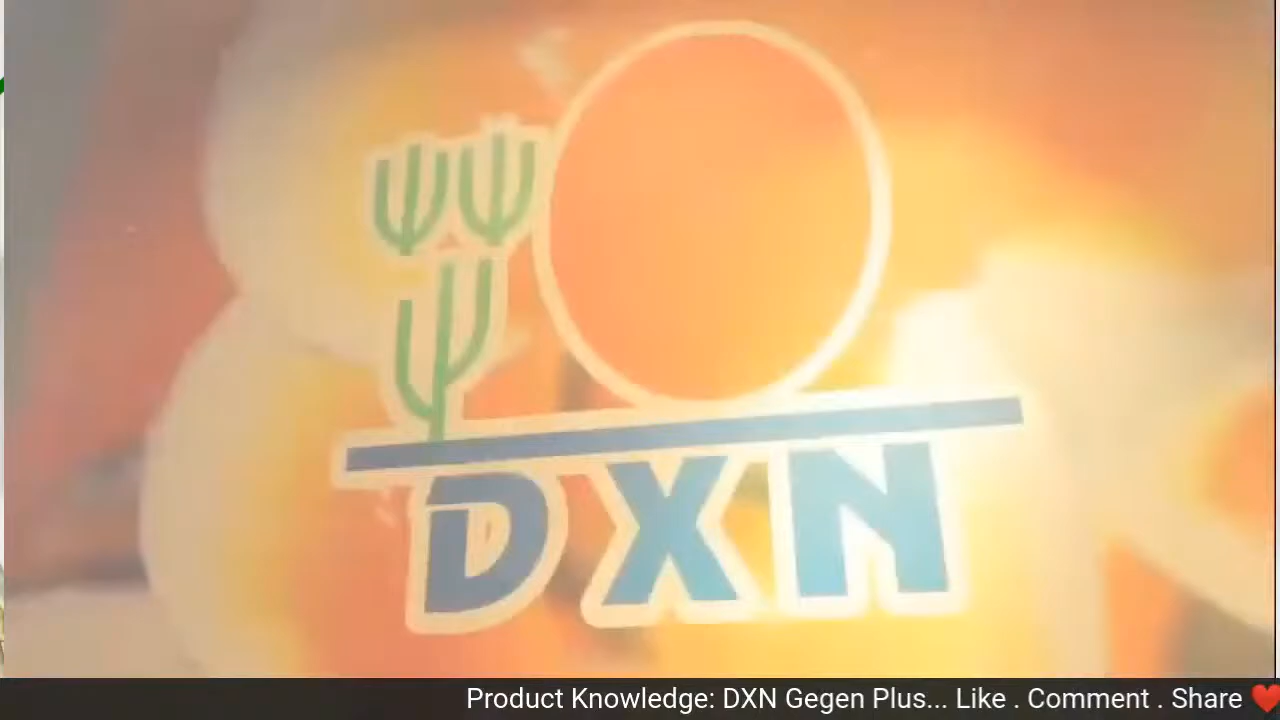 DXN
Product Knowledge: DXN Gegen Plus... Like . Comment . Share ❤️